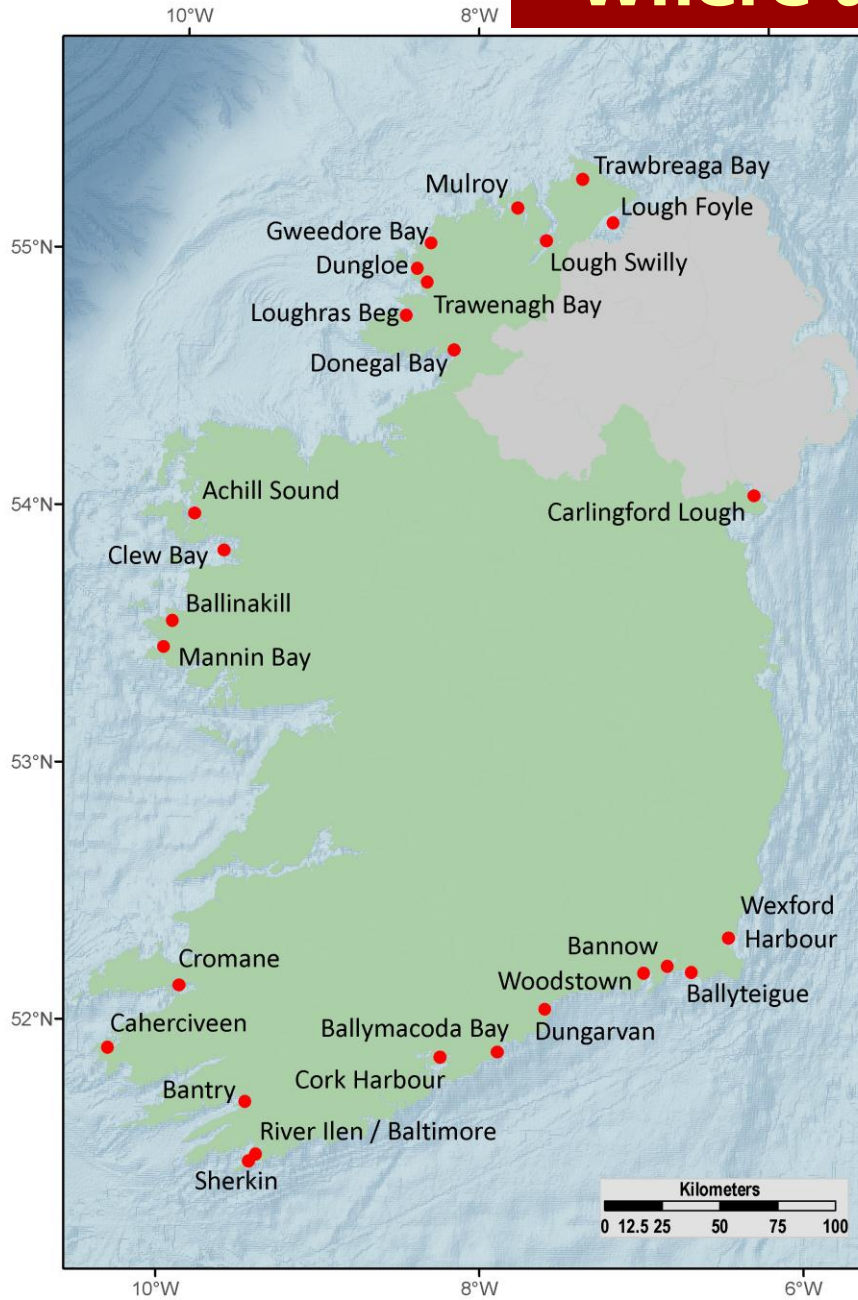 Where
10°W
8°W
Trawbreaga Bay
Mulroy
Lough Foyle
55°N
Gweedore Bay
Lough Swilly
Dungloe
Trawenagh Bay
Loughras Beg
Donegal Bay
54°N
Achill Sound
Carlingford Lough
Clew Bay
Ballinakill
Mannin Bay
53°N
Wexford
Harbour
Bannow
Cromane
Woodstown
Ballyteigue
52°N
Caherciveen
Ballymacoda Bay
Dungarvan
Cork Harbour
Bantry
River Ilen / Baltimore
Sherkin
Kilometers
0 12.5 25 50 75 100
10°W
8°W
6°W